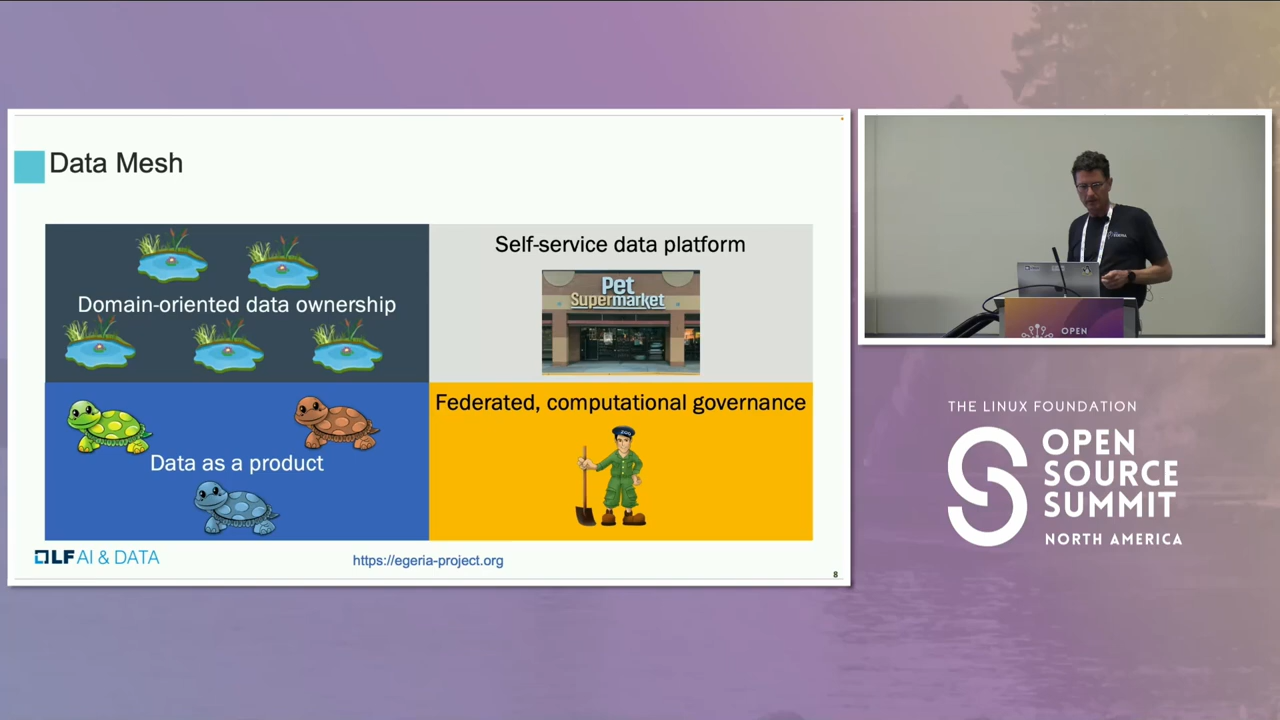 Data Mesh
Domain-oriented data ownership
Self-service data platform
Pet
Supermarket
Data as a product
Federated, computational governance
ZOO
LF AI & DATA
https://egeria-project.org
8
OPEN
THE LINUX FOUNDATION
OPEN
SOURCE
SUMMIT
NORTH AMERICA